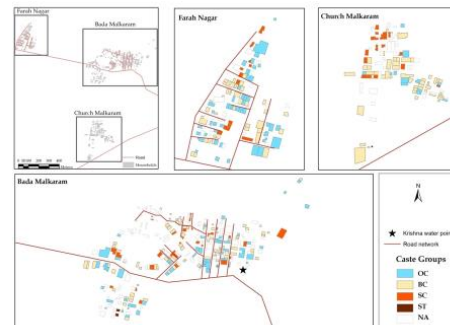 Farah Nagar
Bada Malkaram
Church Malkaram
Road
Households
Farah Nagar
Church Malkaram
Bada Malkaram
N
Krishna water point
Road network
Caste Groups
OC
BC
SC
ST
NA